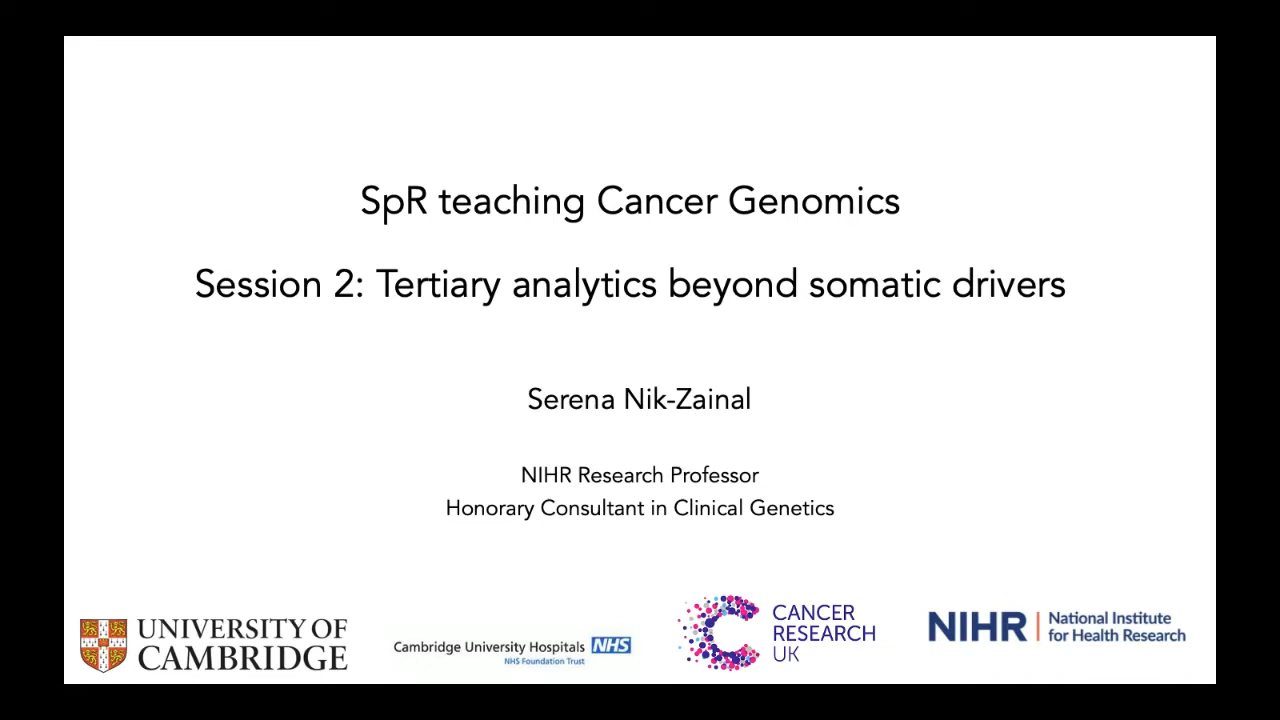 SpR teaching Cancer Genomics
Session 2: Tertiary analytics beyond somatic drivers
Serena Nik-Zainal
NIHR Research Professor
Honorary Consultant in Clinical Genetics
UNIVERSITY OF
CAMBRIDGE
Cambridge University Hospitals NHS
NHS Foundation Trust
CANCER
RESEARCH
UK
NIHR | National Institute
for Health Research